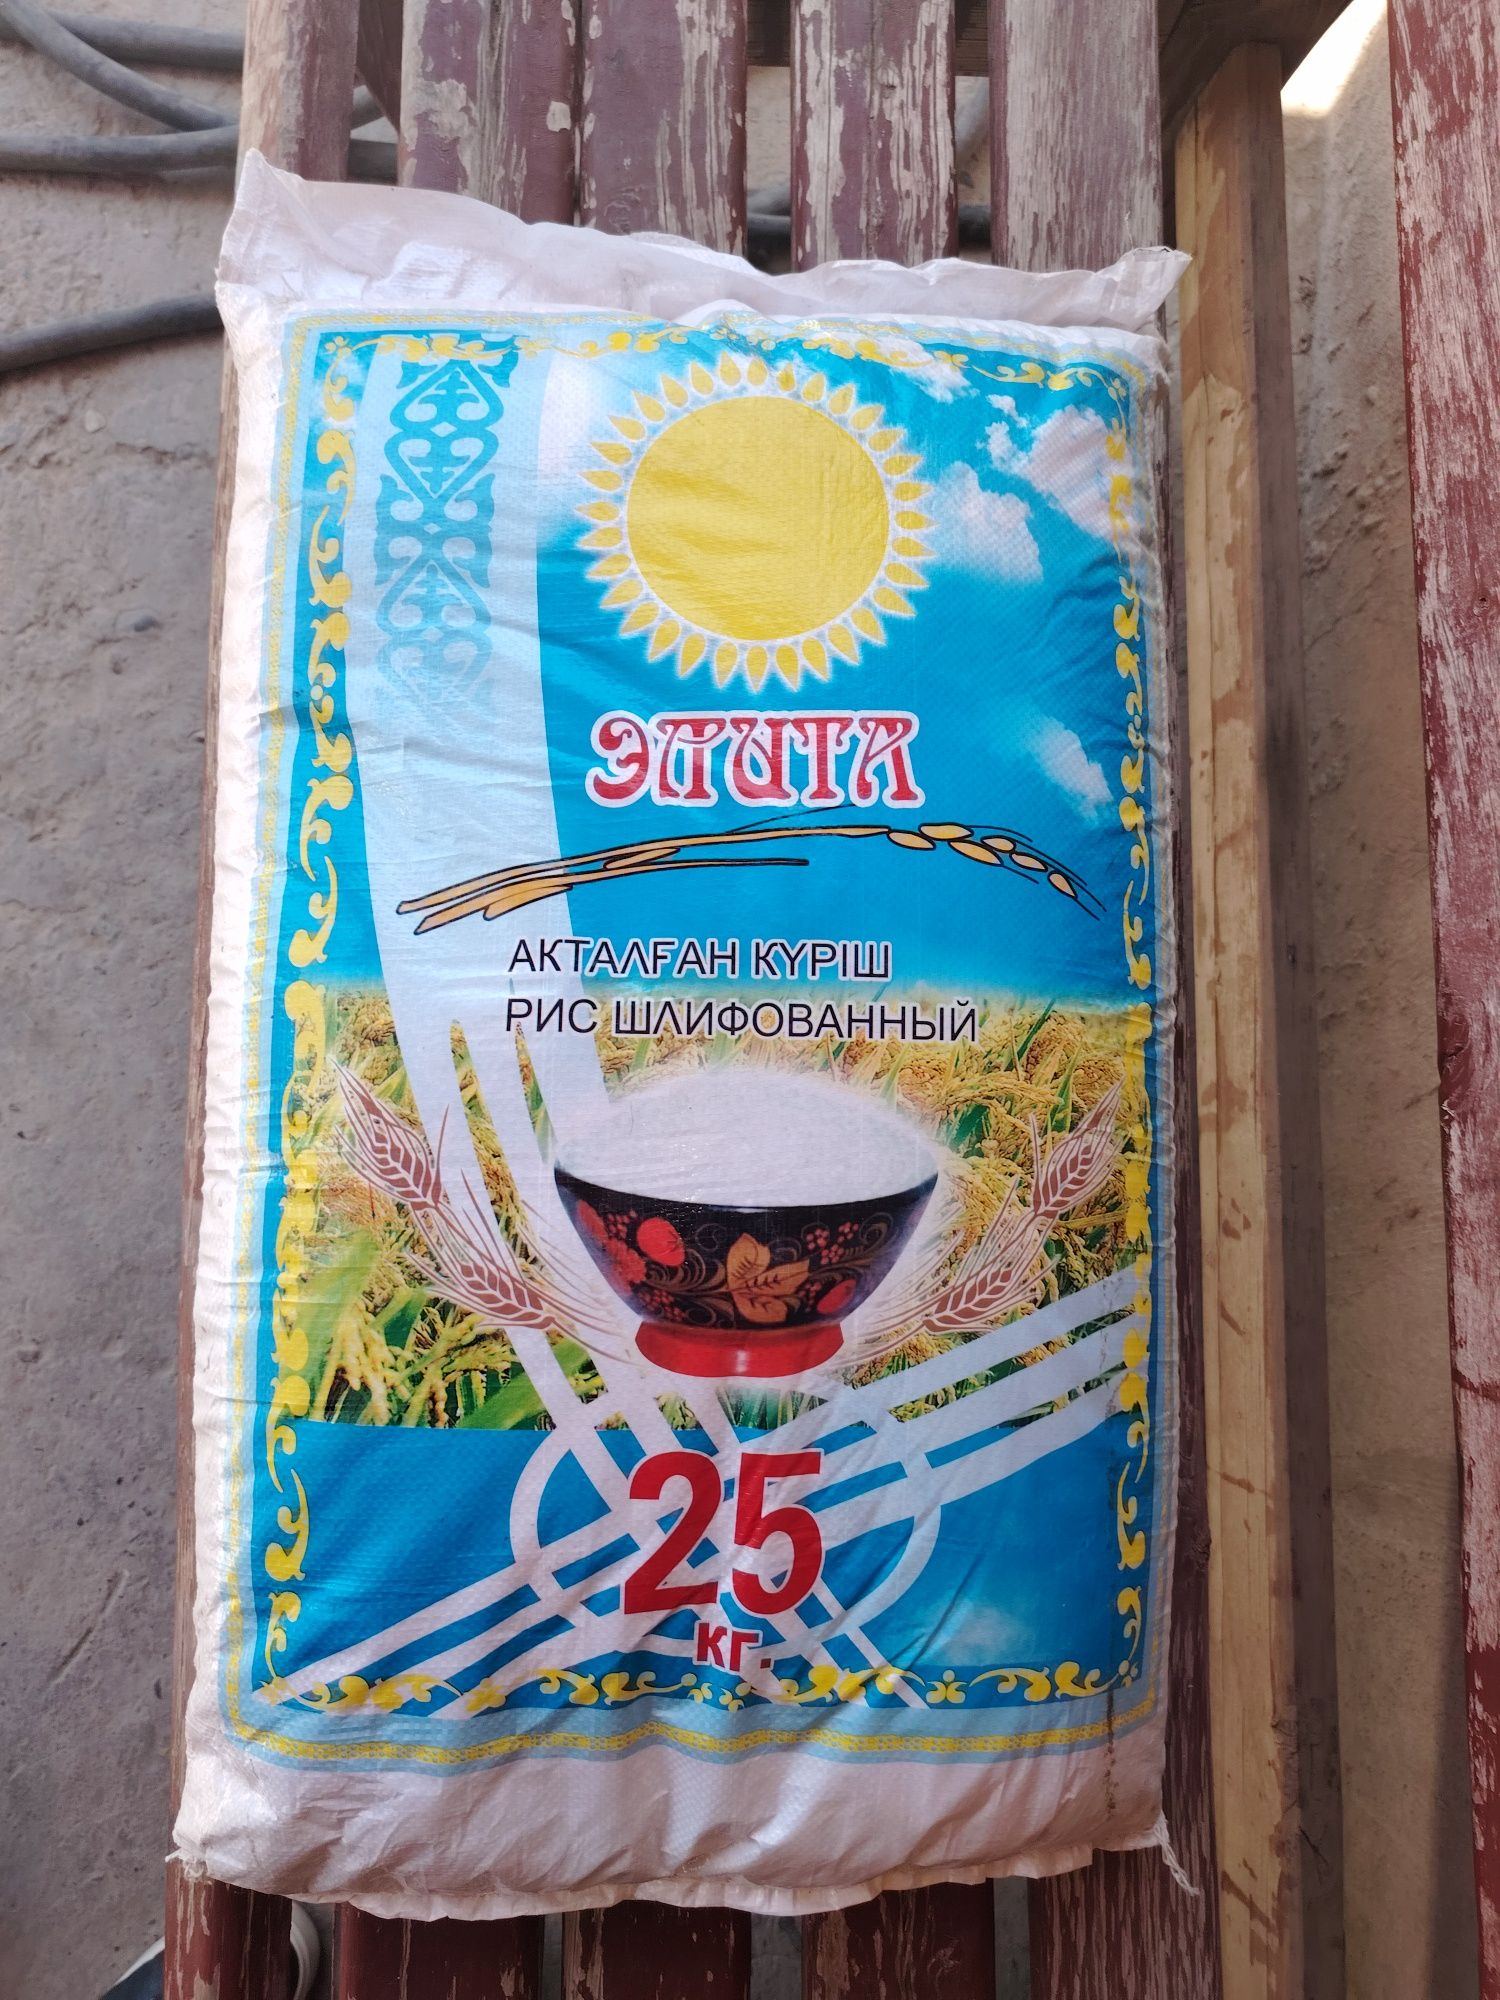 ЭЛИТА
АКТАЛҒАН КҮРІШ
РИС ШЛИФОВАННЫЙ
25
кг.